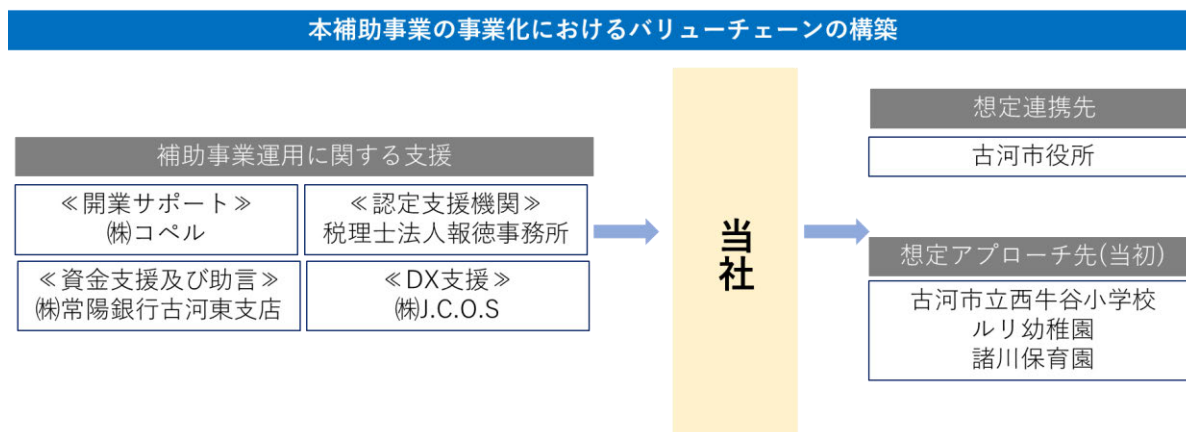 本補助事業の事業化におけるバリューチェーンの構築
補助事業運用に関する支援
≪開業サポート≫
㈱コペル
≪認定支援機関≫
税理士法人報徳事務所
≪資金支援及び助言≫
㈱常陽銀行古河東支店
≪DX支援≫
㈱J.C.O.S
当社
想定連携先
古河市役所
想定アプローチ先(当初)
古河市立西牛谷小学校
ルリ幼稚園
諸川保育園